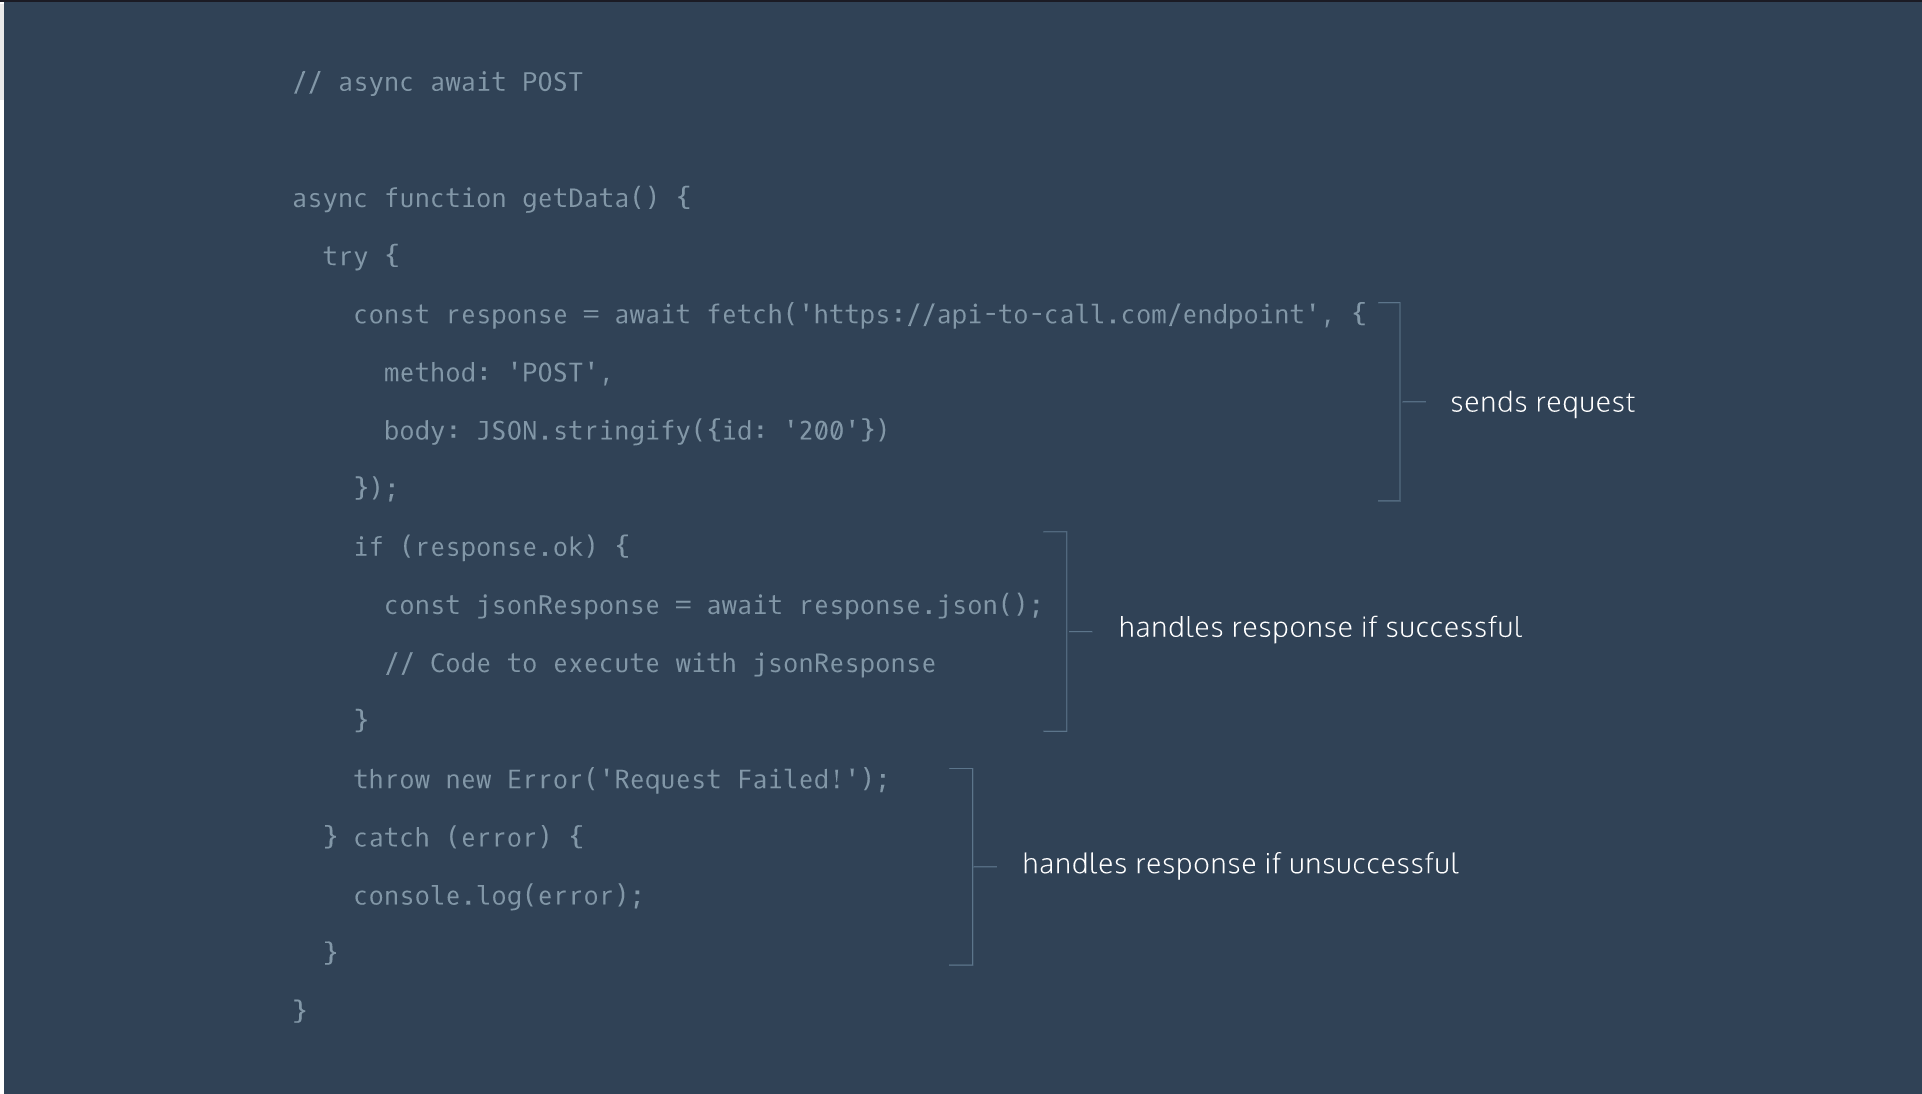 // async await POST
async function getData() {
try {
const response = await fetch('https://api-to-call.com/endpoint', {
method: 'POST',
body: JSON.stringify({id: '200'})
});
sends request
if (response.ok) {
const jsonResponse = await response.json();
// Code to execute with jsonResponse
}
handles response if successful
throw new Error('Request Failed!');
} catch (error) {
console.log(error);
}
handles response if unsuccessful
}